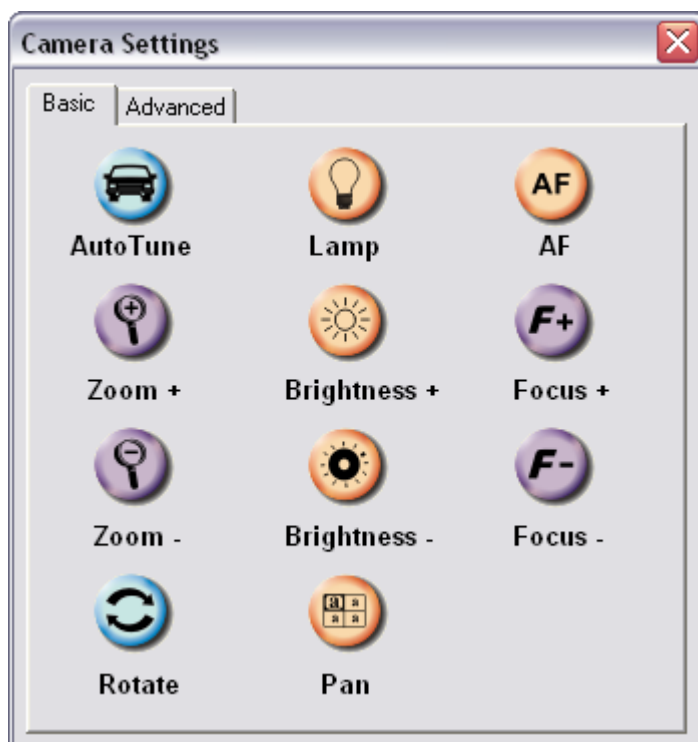 Camera Settings
Basic Advanced
AF
AutoTune Lamp AF
F+
Zoom + Brightness + Focus +
F-
Zoom - Brightness - Focus -
a a
a a
Rotate Pan